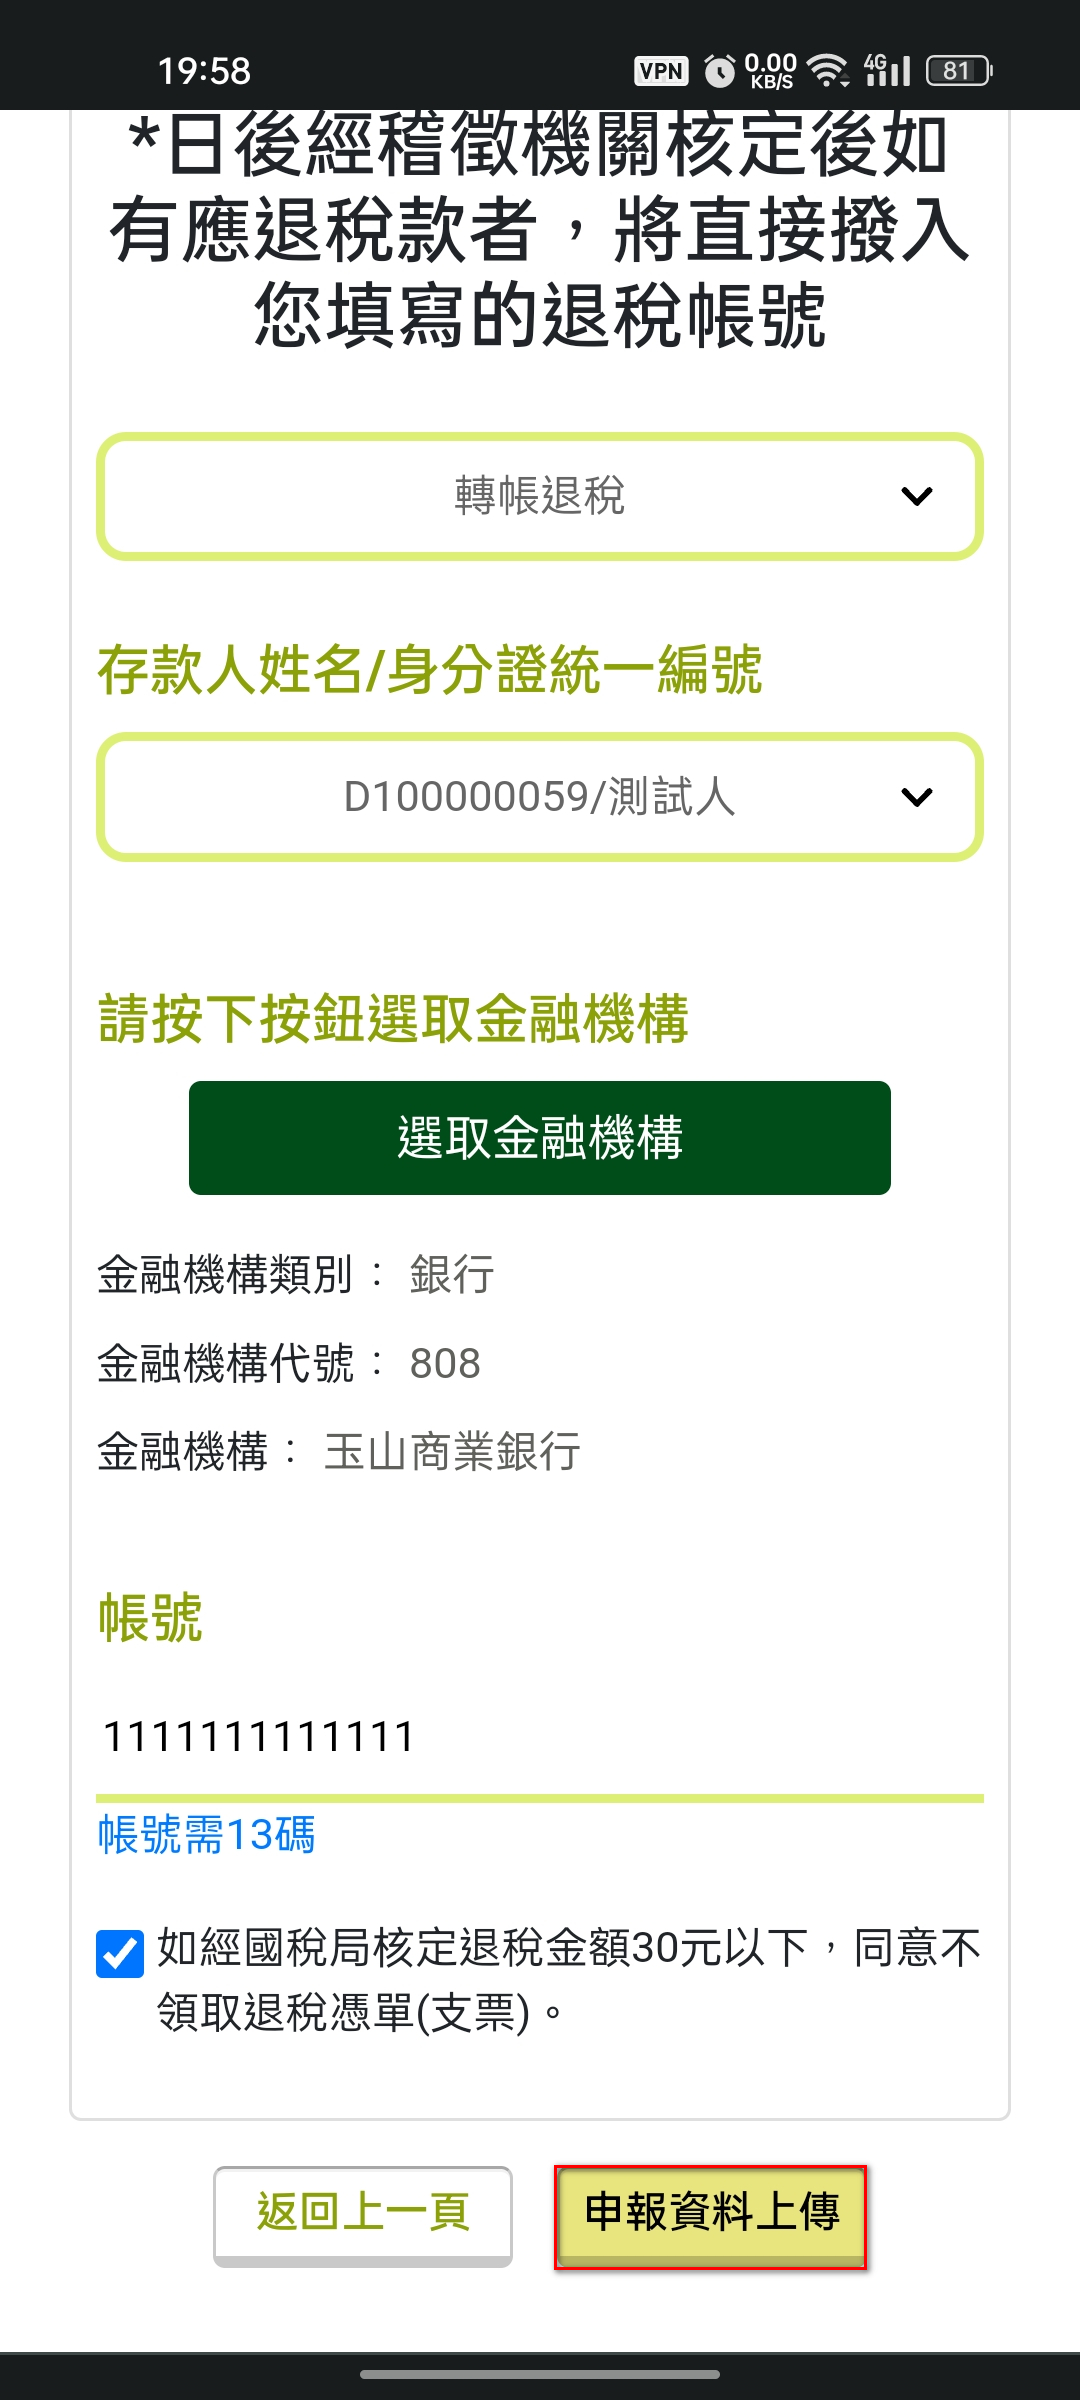 19:58
VPN
0.00
KB/S
4G
81
*日後經稽徵機關核定後如
有應退稅款者，將直接撥入
您填寫的退稅帳號
轉帳退稅
存款人姓名/身分證統一編號
D100000059/測試人
請按下按鈕選取金融機構
選取金融機構
金融機構類別： 銀行
金融機構代號： 808
金融機構： 玉山商業銀行
帳號
1111111111111
帳號需13碼
如經國稅局核定退稅金額30元以下，同意不
領取退稅憑單(支票)。
返回上一頁
申報資料上傳